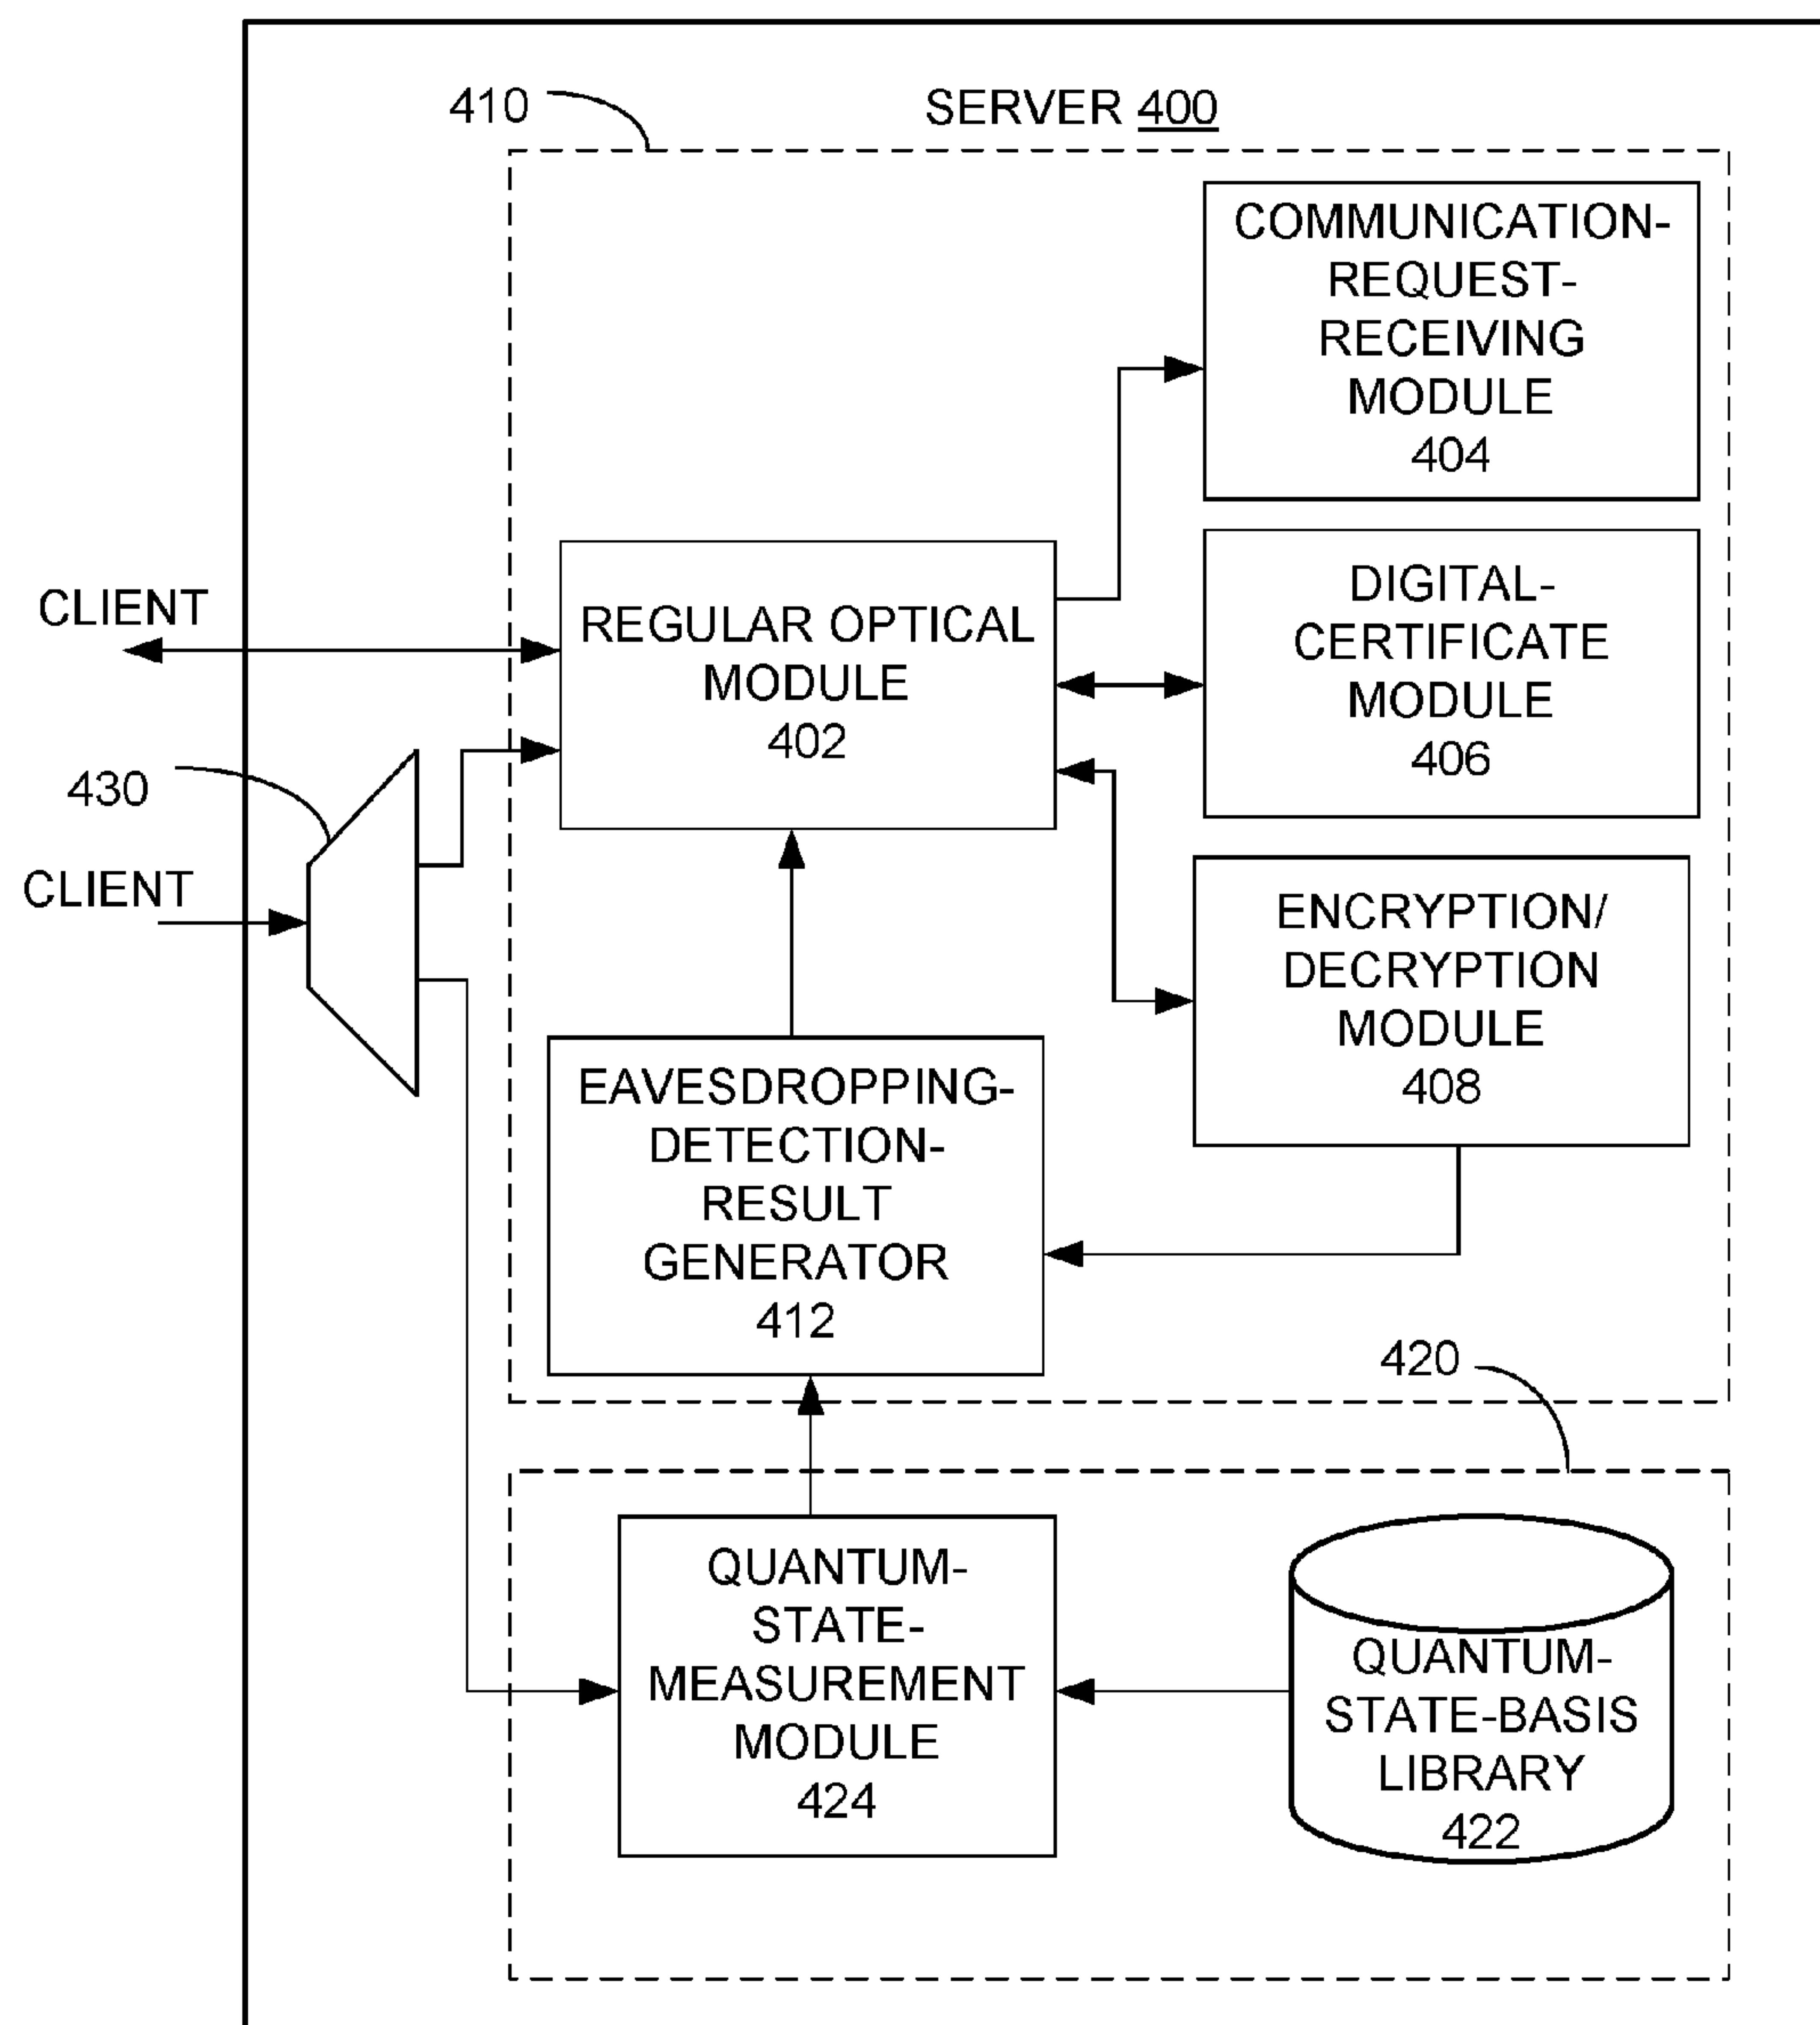 410
SERVER 400
COMMUNICATION-
REQUEST-
RECEIVING
MODULE
404
CLIENT
REGULAR OPTICAL
MODULE
402
DIGITAL-
CERTIFICATE
MODULE
406
430
CLIENT
ENCRYPTION/
DECRYPTION
MODULE
408
EAVESDROPPING-
DETECTION-
RESULT
GENERATOR
412
420
QUANTUM-
STATE-
MEASUREMENT
MODULE
424
QUANTUM-
STATE-BASIS
LIBRARY
422